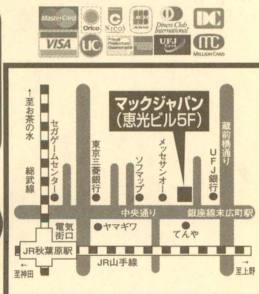 MasterCard
Orico
NICOS
Diners Club
International
DC
VISA
UC
UFJ Card
MC
MILLION CARD
マックジャパン
(恵光ビル5F)
↑至お茶の水
総武線
セガゲームセンター
東京三菱銀行
ソフマップ
メッセサンオー
UFJ銀行
蔵前橋通り
中央通り
銀座線末広町駅
電気
街口
ヤマギワ
てんや
JR秋葉原駅
JR山手線
←至神田
→至上野